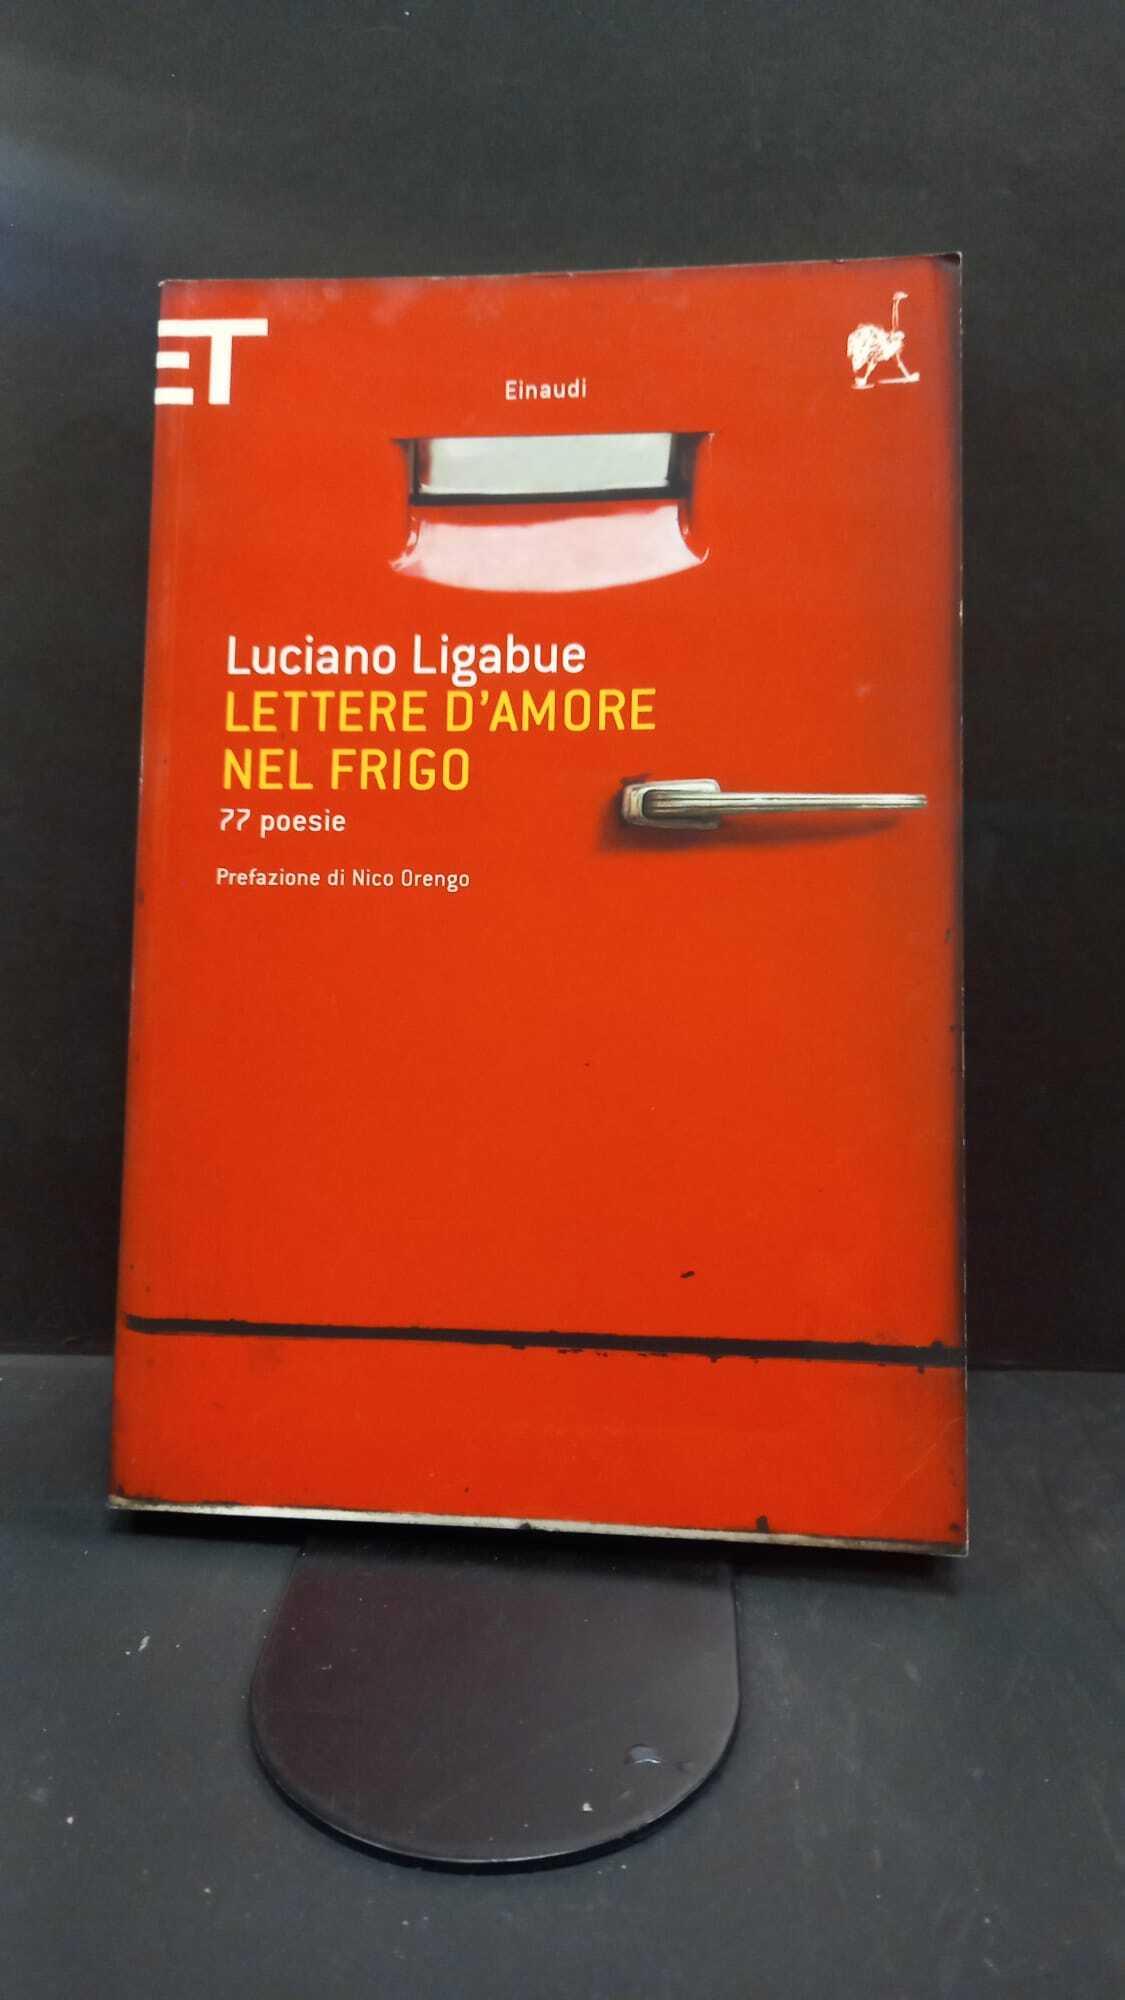 ET
Einaudi
Luciano Ligabue
LETTERE D'AMORE
NEL FRIGO
77 poesie
Prefazione di Nico Orengo